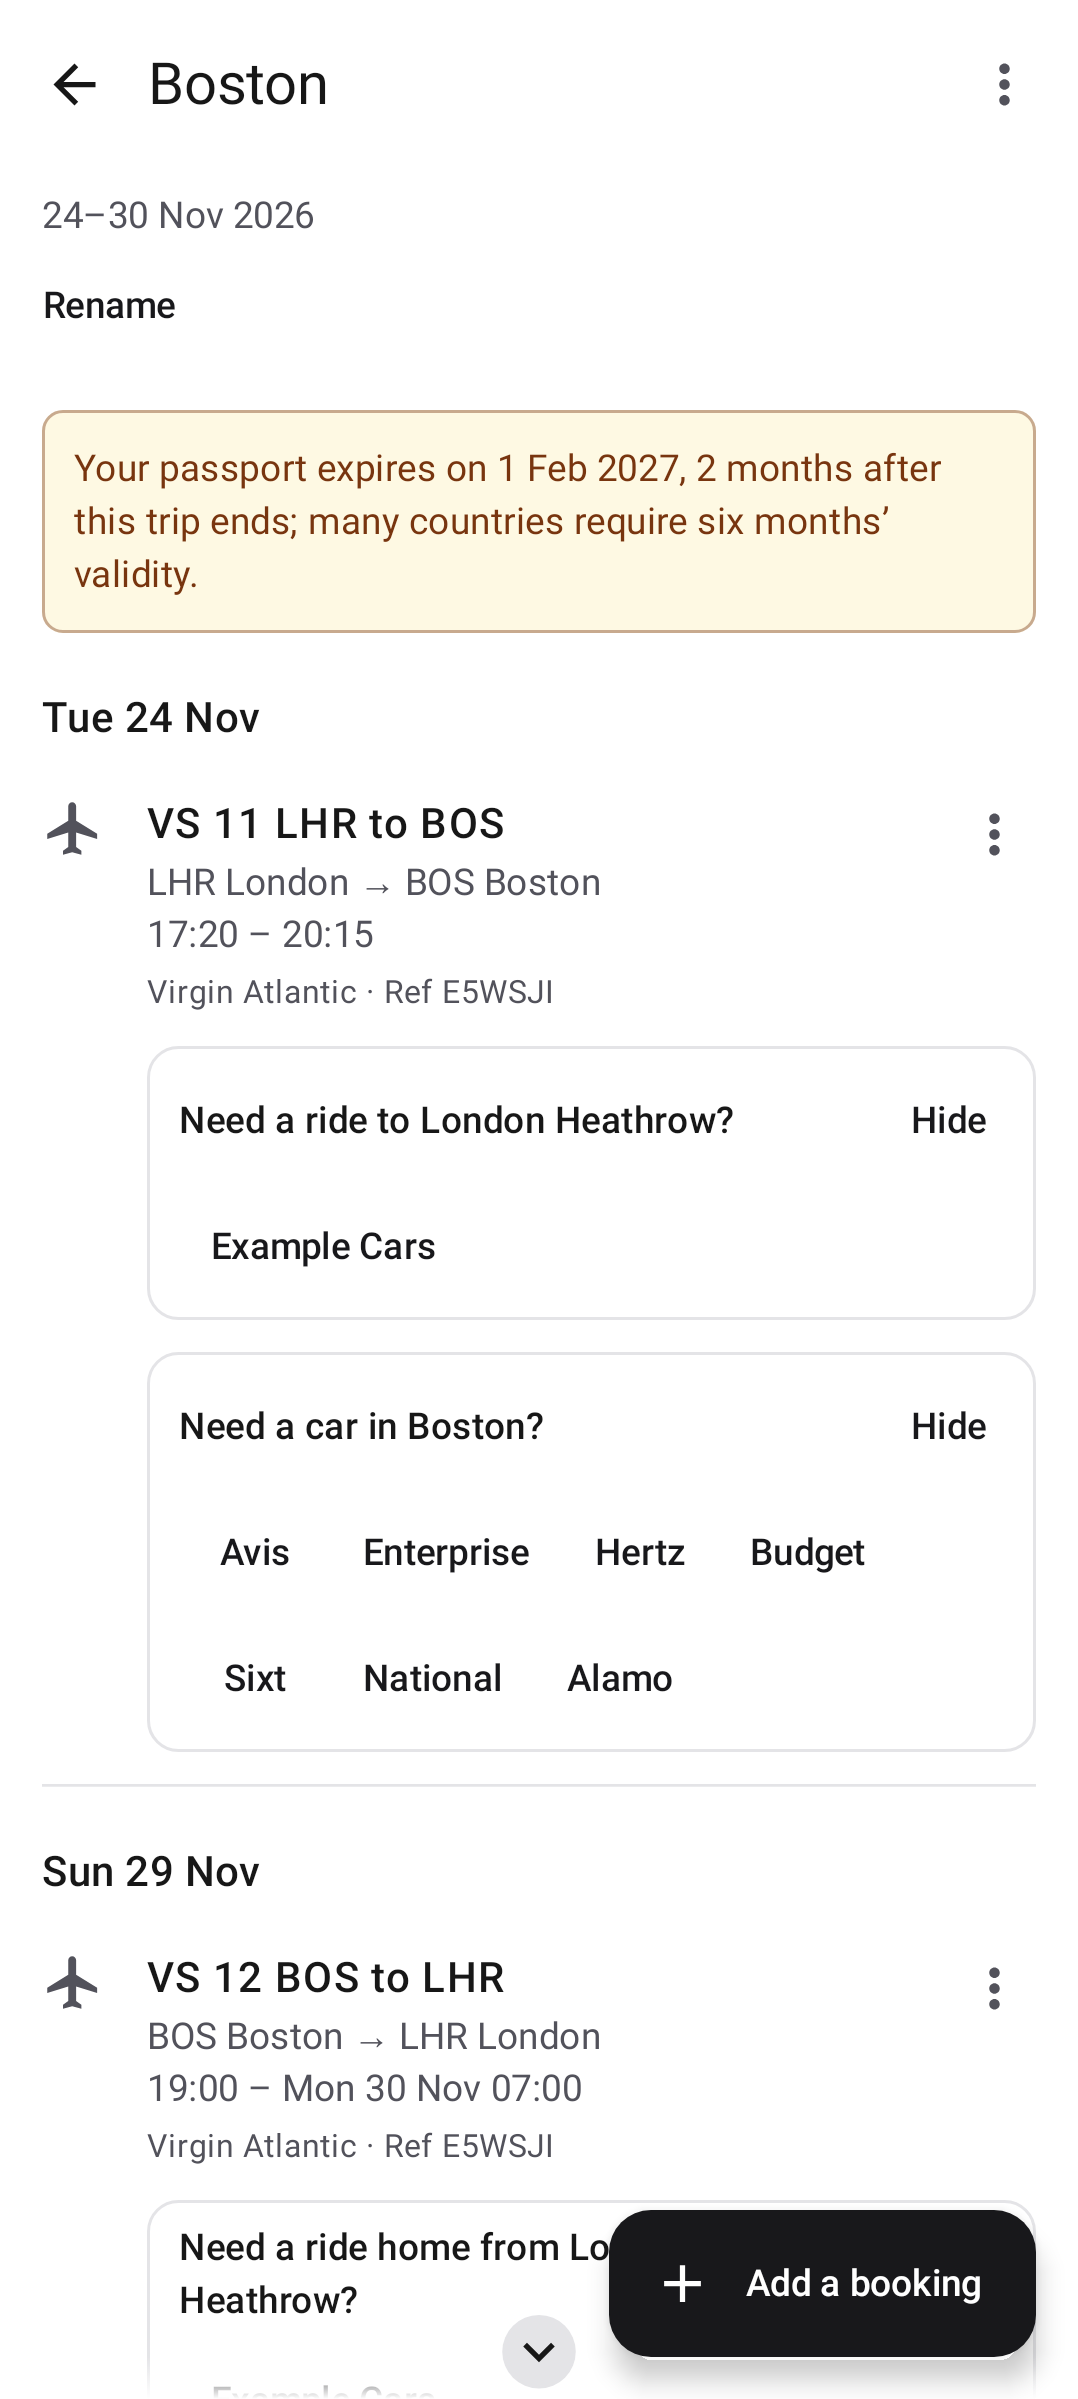 Boston
24–30 Nov 2026
Rename
Your passport expires on 1 Feb 2027, 2 months after
this trip ends; many countries require six months’
validity.
Tue 24 Nov
VS 11 LHR to BOS
LHR London → BOS Boston
17:20 – 20:15
Virgin Atlantic · Ref E5WSJI
Need a ride to London Heathrow? Hide
Example Cars
Need a car in Boston? Hide
Avis Enterprise Hertz Budget
Sixt National Alamo
Sun 29 Nov
VS 12 BOS to LHR
BOS Boston → LHR London
19:00 – Mon 30 Nov 07:00
Virgin Atlantic · Ref E5WSJI
Need a ride home from Lo
Heathrow?
Add a booking